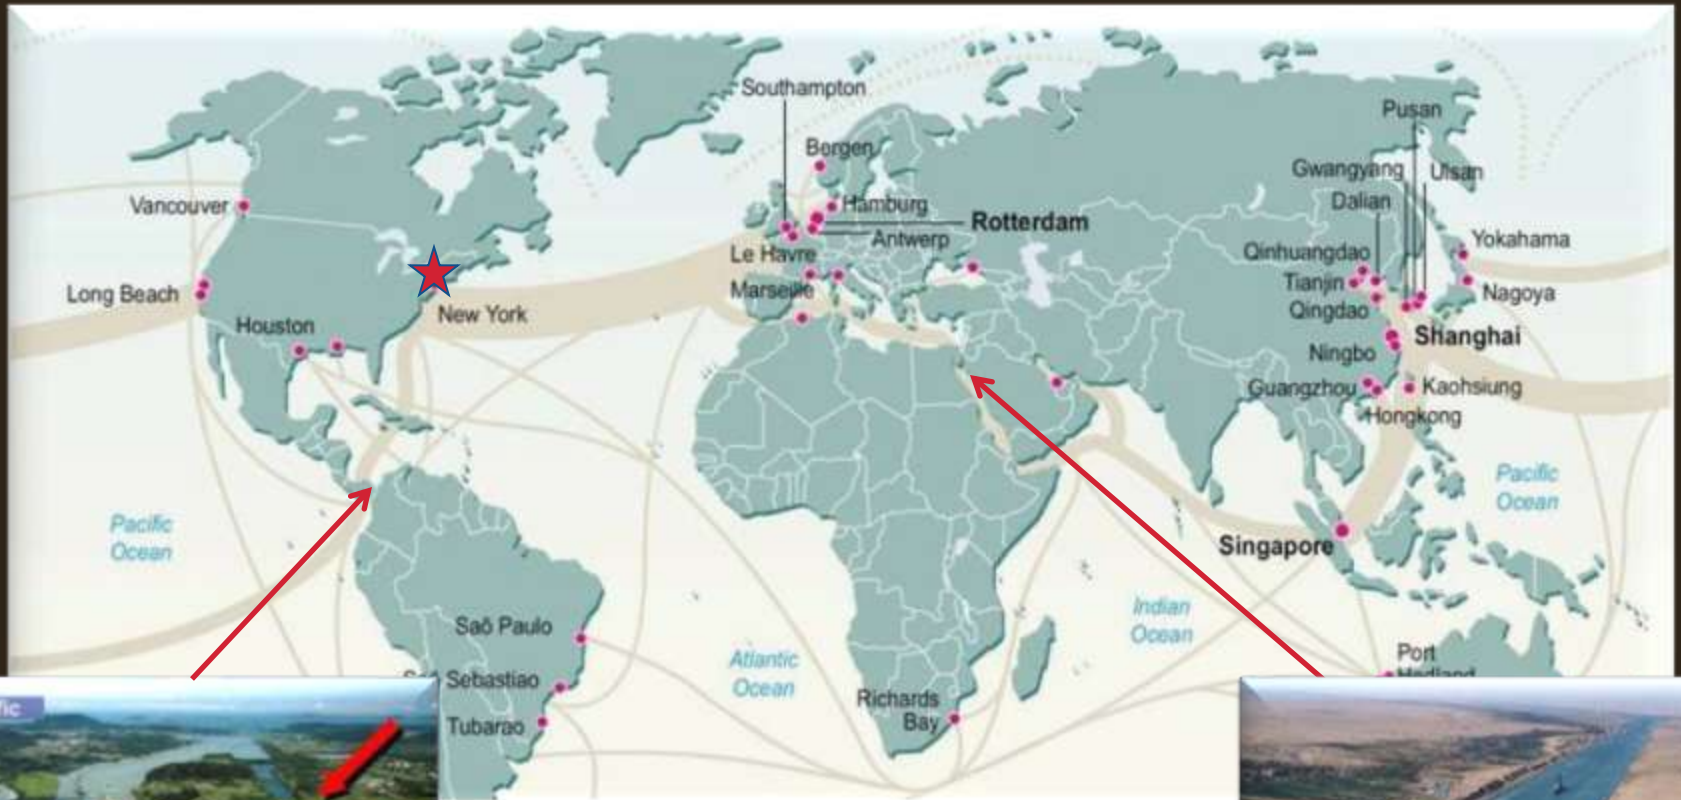 Southampton
Pusan
Bergen
Gwangyang
Ulsan
Vancouver
Hamburg
Dalian
Rotterdam
Antwerp
Yokahama
Le Havre
Qinhuangdao
Tianjin
Long Beach
Marseille
Nagoya
New York
Qingdao
Houston
Shanghai
Ningbo
Guangzhou
Kaohsiung
Hongkong
Pacific
Ocean
Pacific
Ocean
Singapore
Indian
Ocean
Saō Paulo
Atlantic
Ocean
Port
Hedland
Sebastiao
Richards
Bay
Tubarao